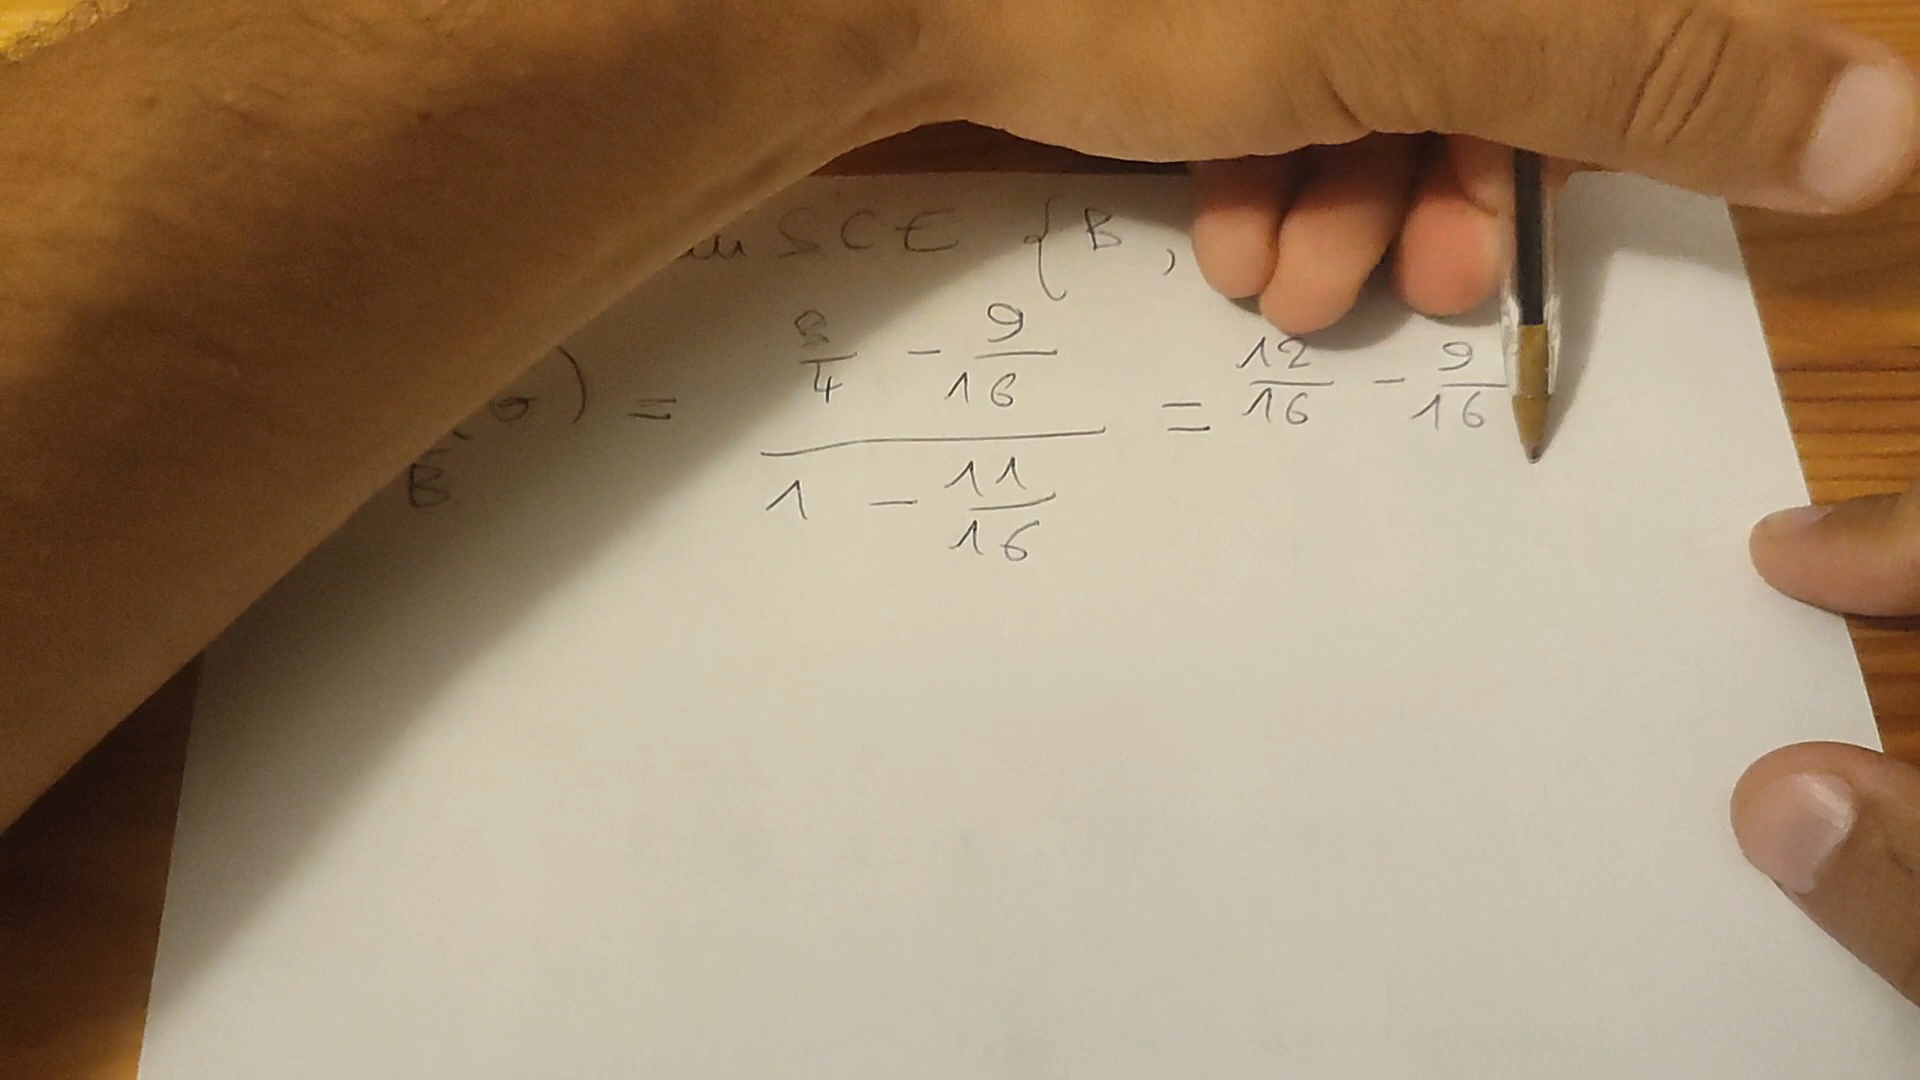 SCE {B,
σ) = 3/4 - 9/16 = 12/16 - 9/16
B 1 - 11/16